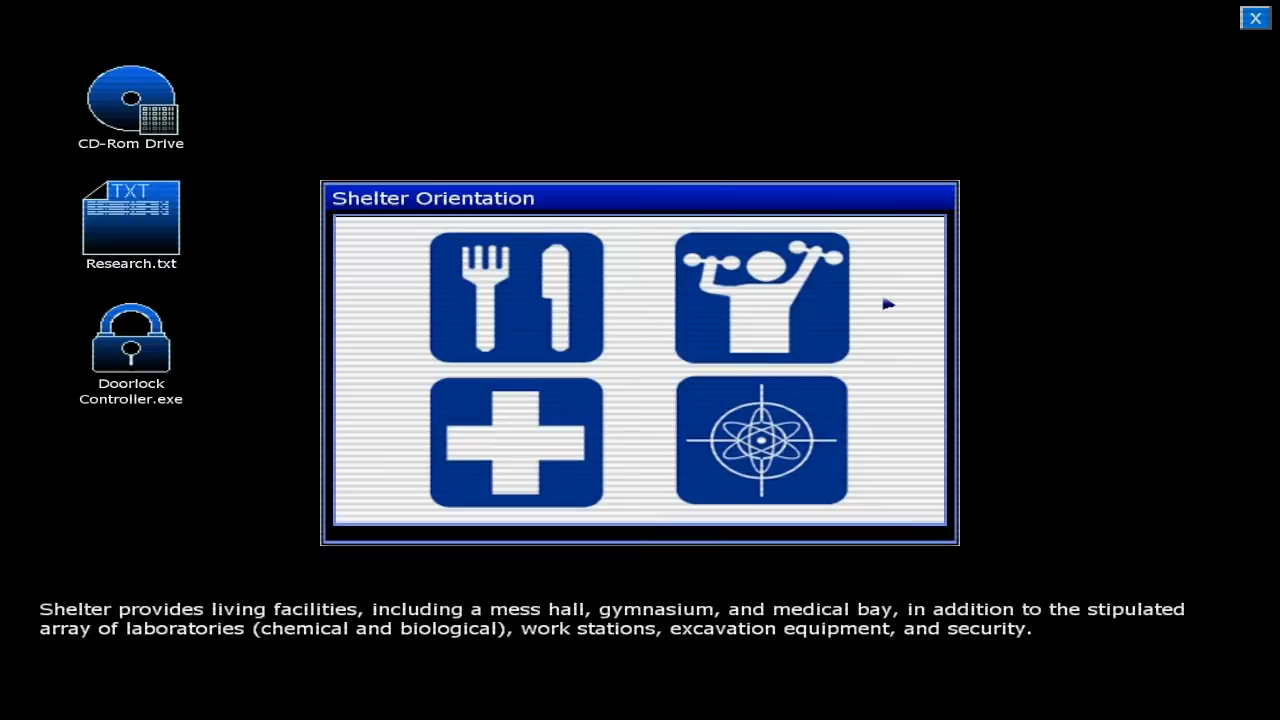 X
CD-Rom Drive
TXT
Research.txt
Doorlock
Controller.exe
Shelter Orientation
Shelter provides living facilities, including a mess hall, gymnasium, and medical bay, in addition to the stipulated
array of laboratories (chemical and biological), work stations, excavation equipment, and security.